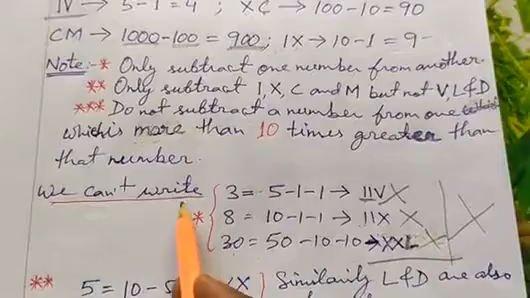 IV → 5-1=4 ; XC → 100-10=90
CM → 1000-100=900; IX → 10-1=9
Note:-* Only subtract one number from another.
** Only subtract I, X, C and M but not V, L & D
*** Do not subtract a number from one
which is more than 10 times greater than
that number.
We can't write { 3 = 5-1-1 → IIV X
* 8 = 10-1-1 → IIX X
30 = 50-10-10 → XXL X
** 5 = 10-5 VX } Similarily L & D are also